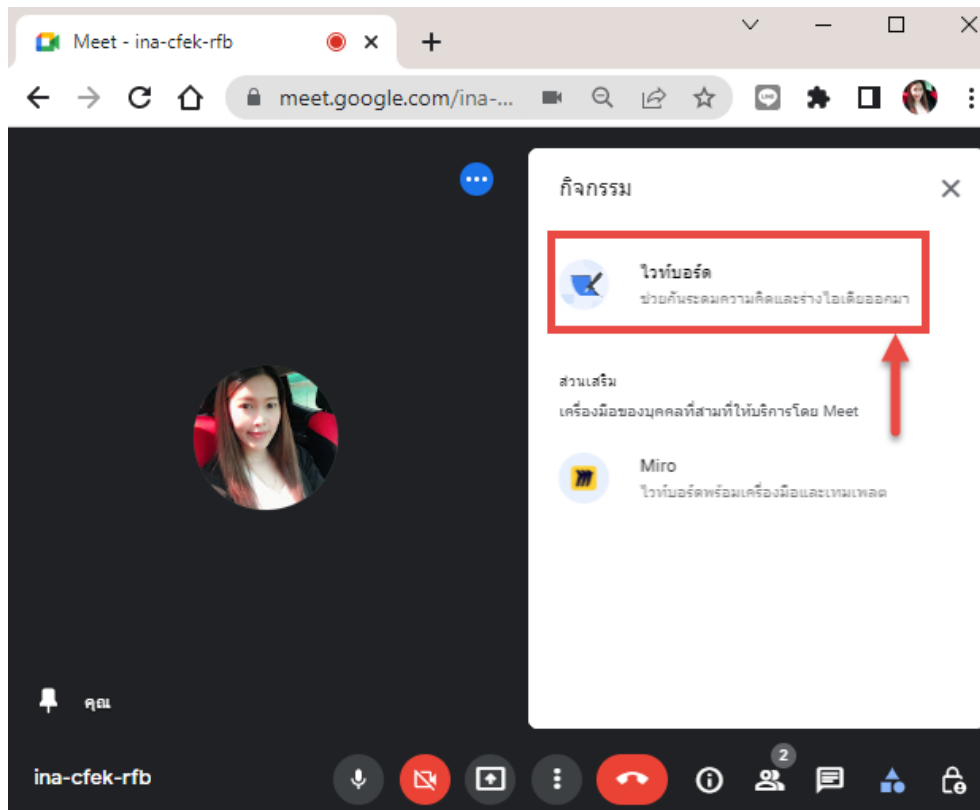 Meet - ina-cfek-rfb
meet.google.com/ina-...
กิจกรรม
ไวท์บอร์ด
ช่วยกันระดมความคิดและร่างไอเดียออกมา
ส่วนเสริม
เครื่องมือของบุคคลที่สามที่ให้บริการโดย Meet
Miro
ไวท์บอร์ดพร้อมเครื่องมือและเทมเพลต
คุณ
ina-cfek-rfb
2